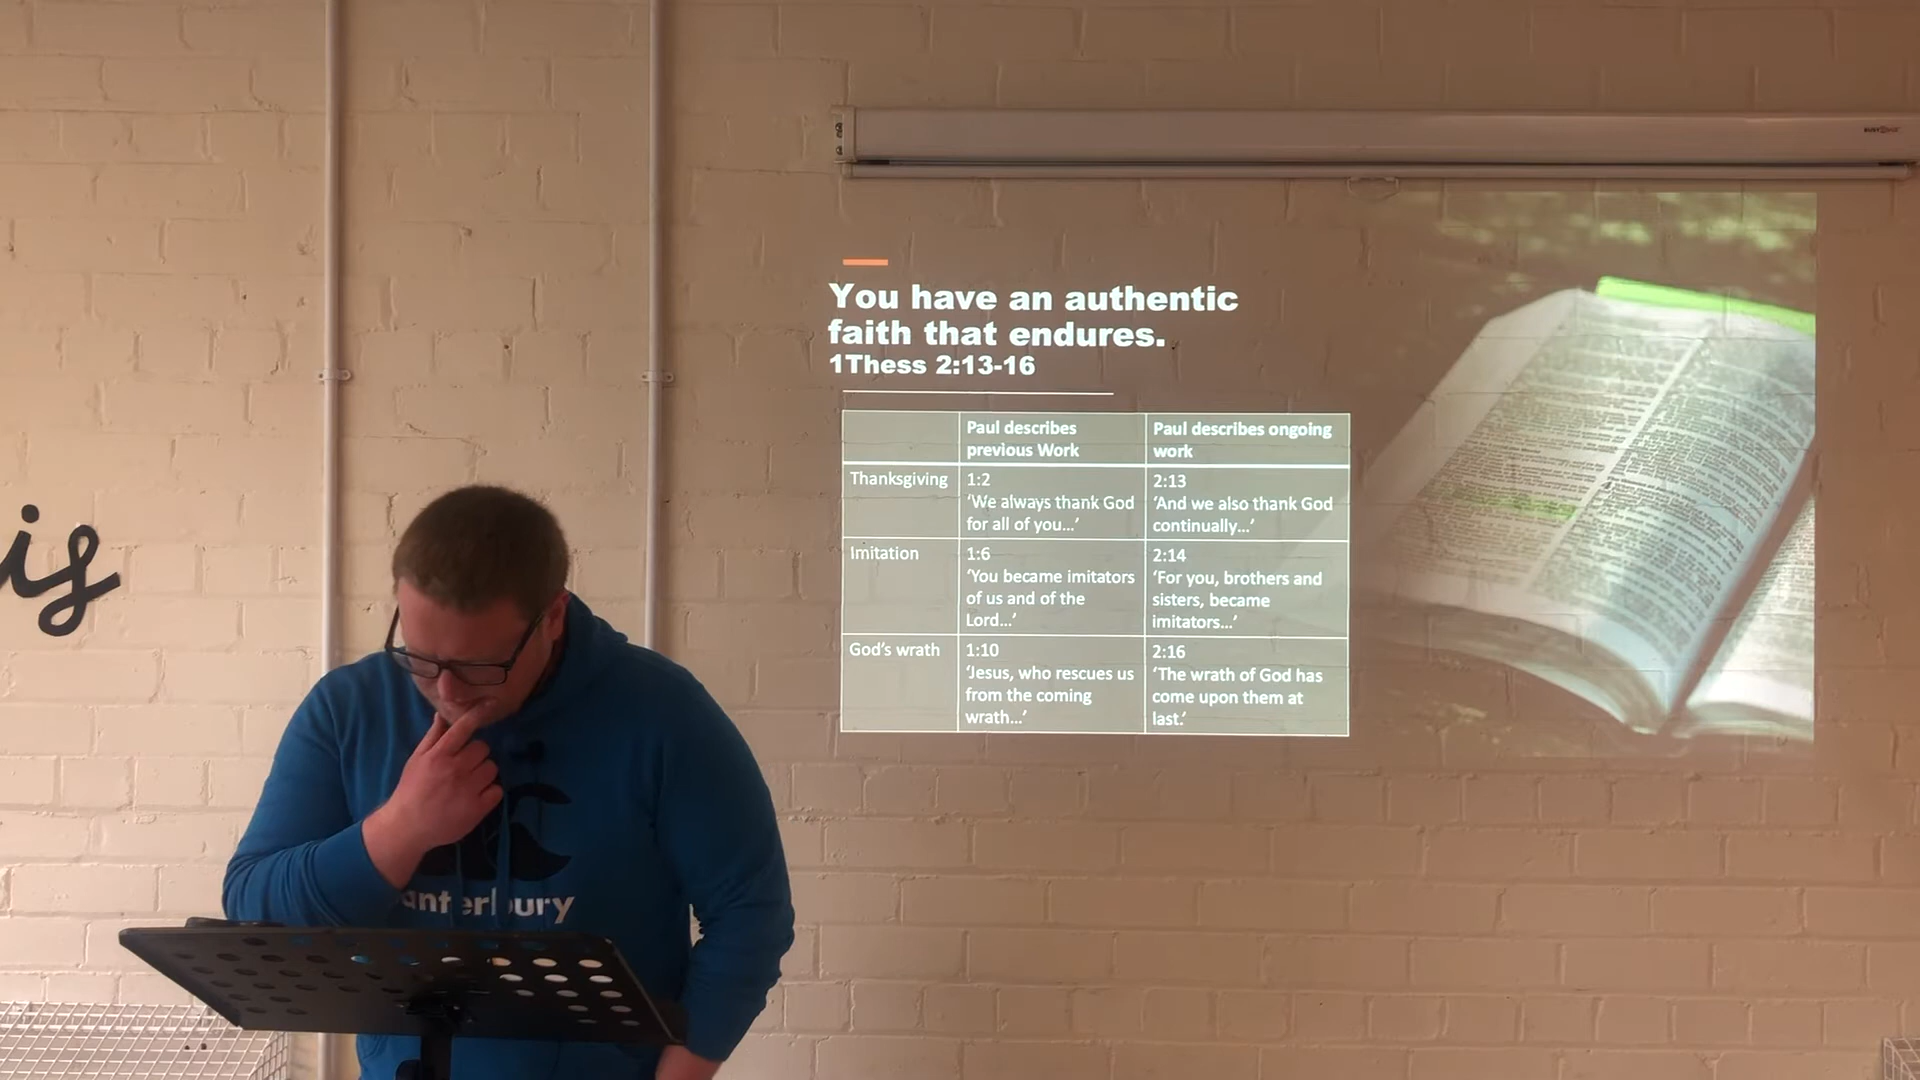 is
You have an authentic
faith that endures.
1Thess 2:13-16
Paul describes
previous Work
Paul describes ongoing
work
Thanksgiving
1:2
‘We always thank God
for all of you...’
2:13
‘And we also thank God
continually...’
Imitation
1:6
‘You became imitators
of us and of the
Lord...’
2:14
‘For you, brothers and
sisters, became
imitators...’
God’s wrath
1:10
‘Jesus, who rescues us
from the coming
wrath...’
2:16
‘The wrath of God has
come upon them at
last.’
anterbury